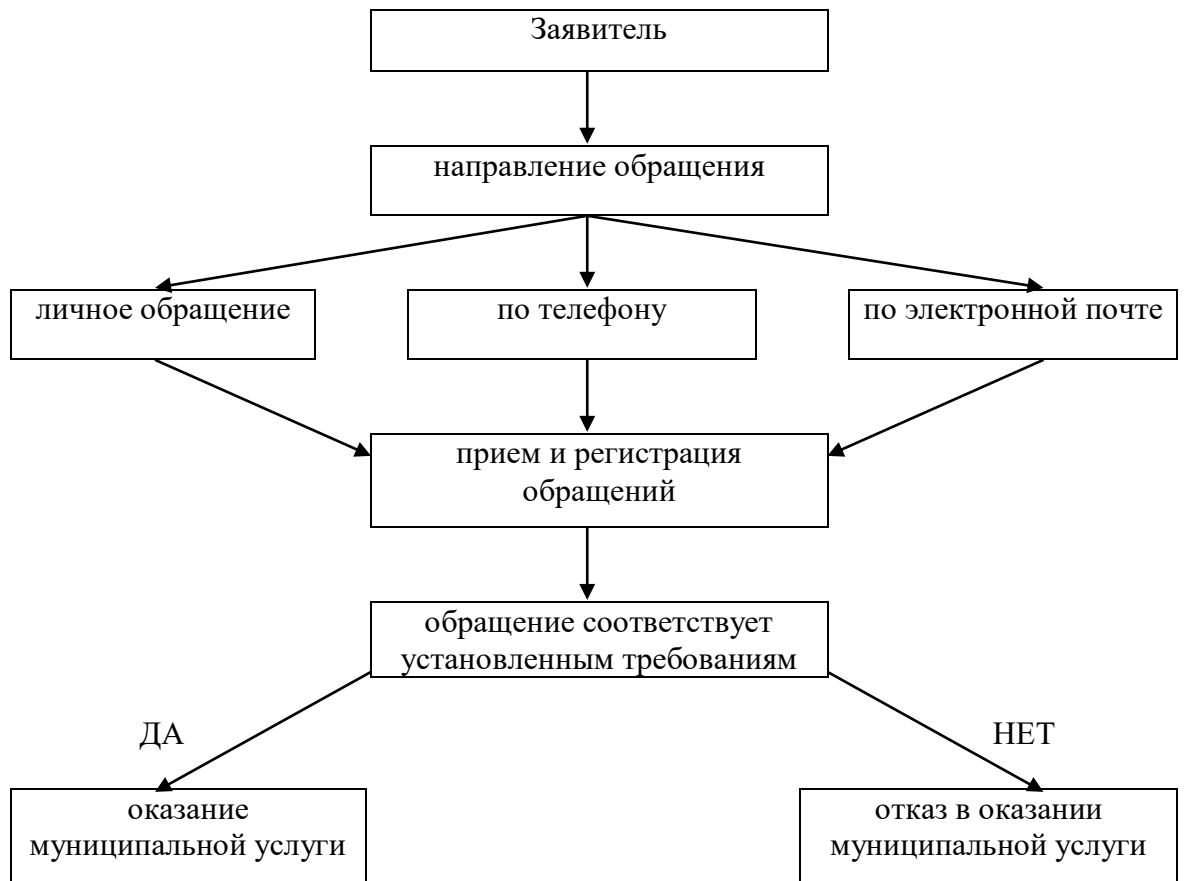 Заявитель
направление обращения
личное обращение
по телефону
по электронной почте
прием и регистрация
обращений
обращение соответствует
установленным требованиям
ДА
НЕТ
оказание
муниципальной услуги
отказ в оказании
муниципальной услуги